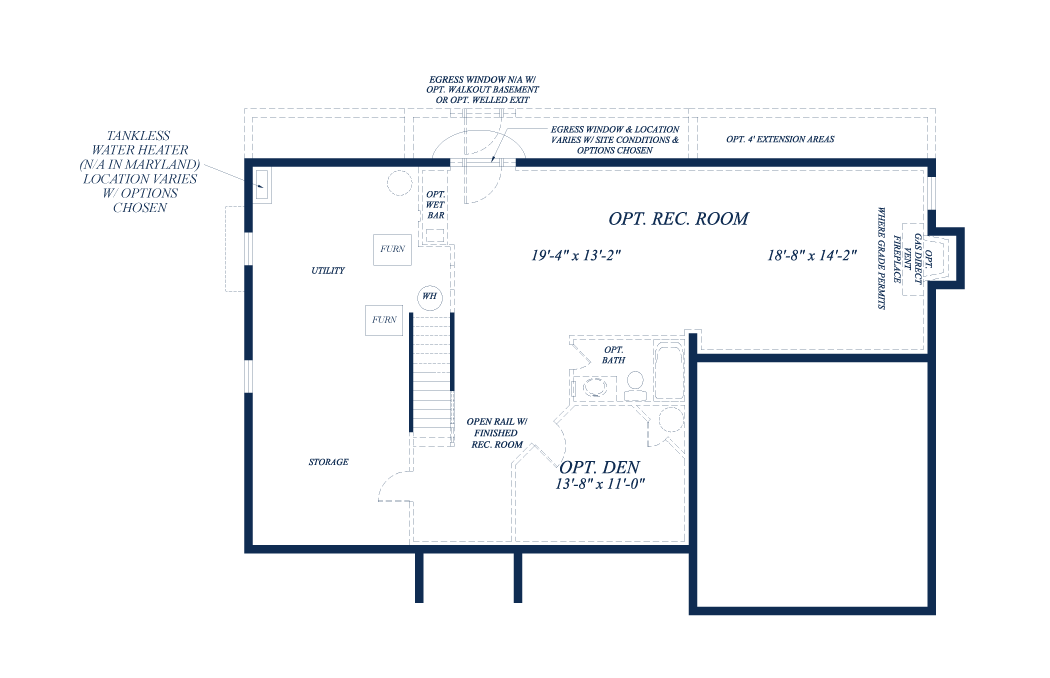 EGRESS WINDOW N/A W/
OPT. WALKOUT BASEMENT
OR OPT. WELLED EXIT
EGRESS WINDOW & LOCATION
VARIES W/ SITE CONDITIONS &
OPTIONS CHOSEN
OPT. 4' EXTENSION AREAS
TANKLESS
WATER HEATER
(N/A IN MARYLAND)
LOCATION VARIES
W/ OPTIONS
CHOSEN
OPT.
WET
BAR
OPT. REC. ROOM
19'-4" x 13'-2"
18'-8" x 14'-2"
WHERE GRADE PERMITS
OPT.
GAS DIRECT
VENT
FIREPLACE
FURN
UTILITY
WH
FURN
OPT.
BATH
OPEN RAIL W/
FINISHED
REC. ROOM
STORAGE
OPT. DEN
13'-8" x 11'-0"